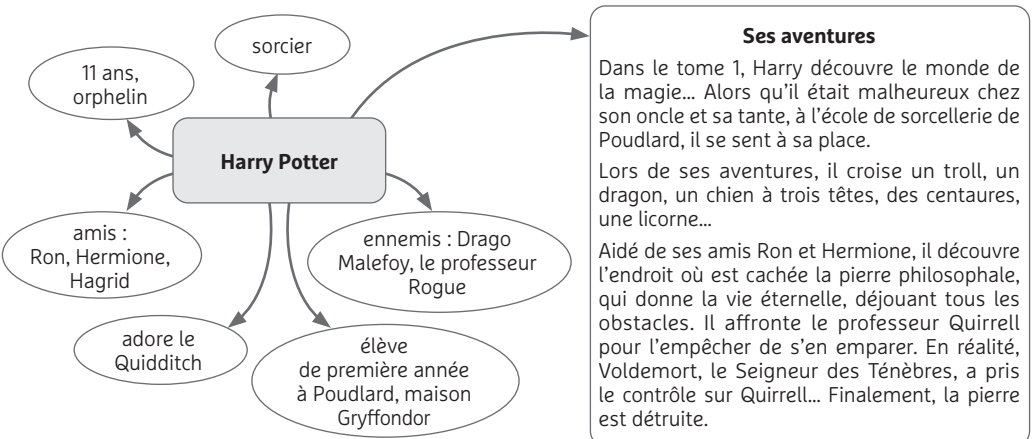 sorcier
11 ans,
orphelin
Harry Potter
amis :
Ron, Hermione,
Hagrid
ennemis : Drago
Malefoy, le professeur
Rogue
adore le
Quidditch
élève
de première année
à Poudlard, maison
Gryffondor
Ses aventures
Dans le tome 1, Harry découvre le monde de
la magie... Alors qu’il était malheureux chez
son oncle et sa tante, à l’école de sorcellerie de
Poudlard, il se sent à sa place.
Lors de ses aventures, il croise un troll, un
dragon, un chien à trois têtes, des centaures,
une licorne...
Aidé de ses amis Ron et Hermione, il découvre
l’endroit où est cachée la pierre philosophale,
qui donne la vie éternelle, déjouant tous les
obstacles. Il affronte le professeur Quirrell
pour l’empêcher de s’en emparer. En réalité,
Voldemort, le Seigneur des Ténèbres, a pris
le contrôle sur Quirrell... Finalement, la pierre
est détruite.